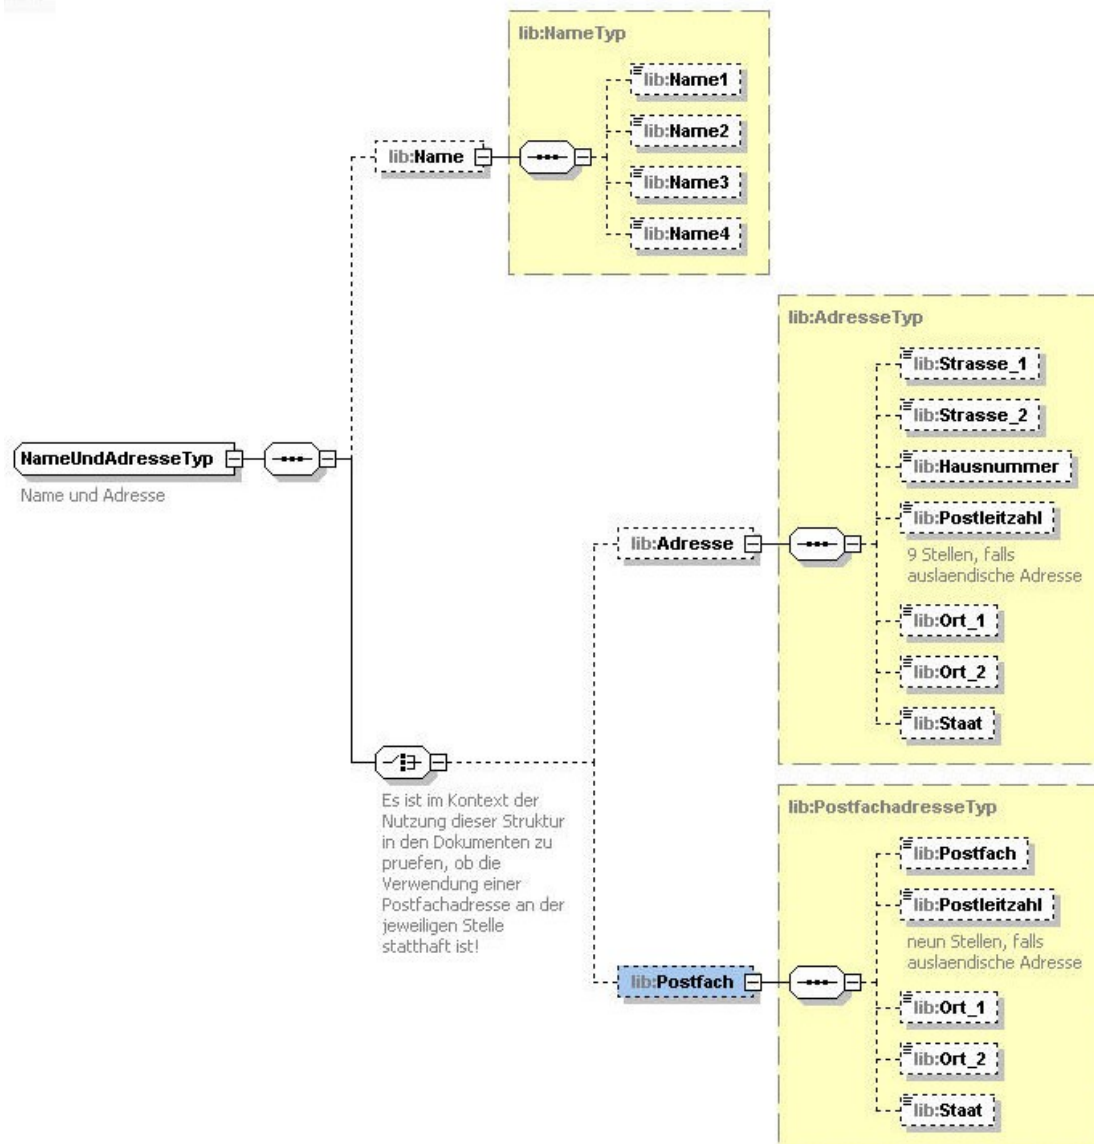 lib:NameTyp
lib:Name1
lib:Name2
lib:Name
lib:Name3
lib:Name4
lib:AdresseTyp
lib:Strasse_1
lib:Strasse_2
NameUndAdresseTyp
Name und Adresse
lib:Hausnummer
lib:Postleitzahl
9 Stellen, falls
auslaendische Adresse
lib:Adresse
lib:Ort_1
lib:Ort_2
lib:Staat
Es ist im Kontext der
Nutzung dieser Struktur
in den Dokumenten zu
pruefen, ob die
Verwendung einer
Postfachadresse an der
jeweiligen Stelle
statthaft ist!
lib:PostfachadresseTyp
lib:Postfach
lib:Postleitzahl
neun Stellen, falls
auslaendische Adresse
lib:Postfach
lib:Ort_1
lib:Ort_2
lib:Staat